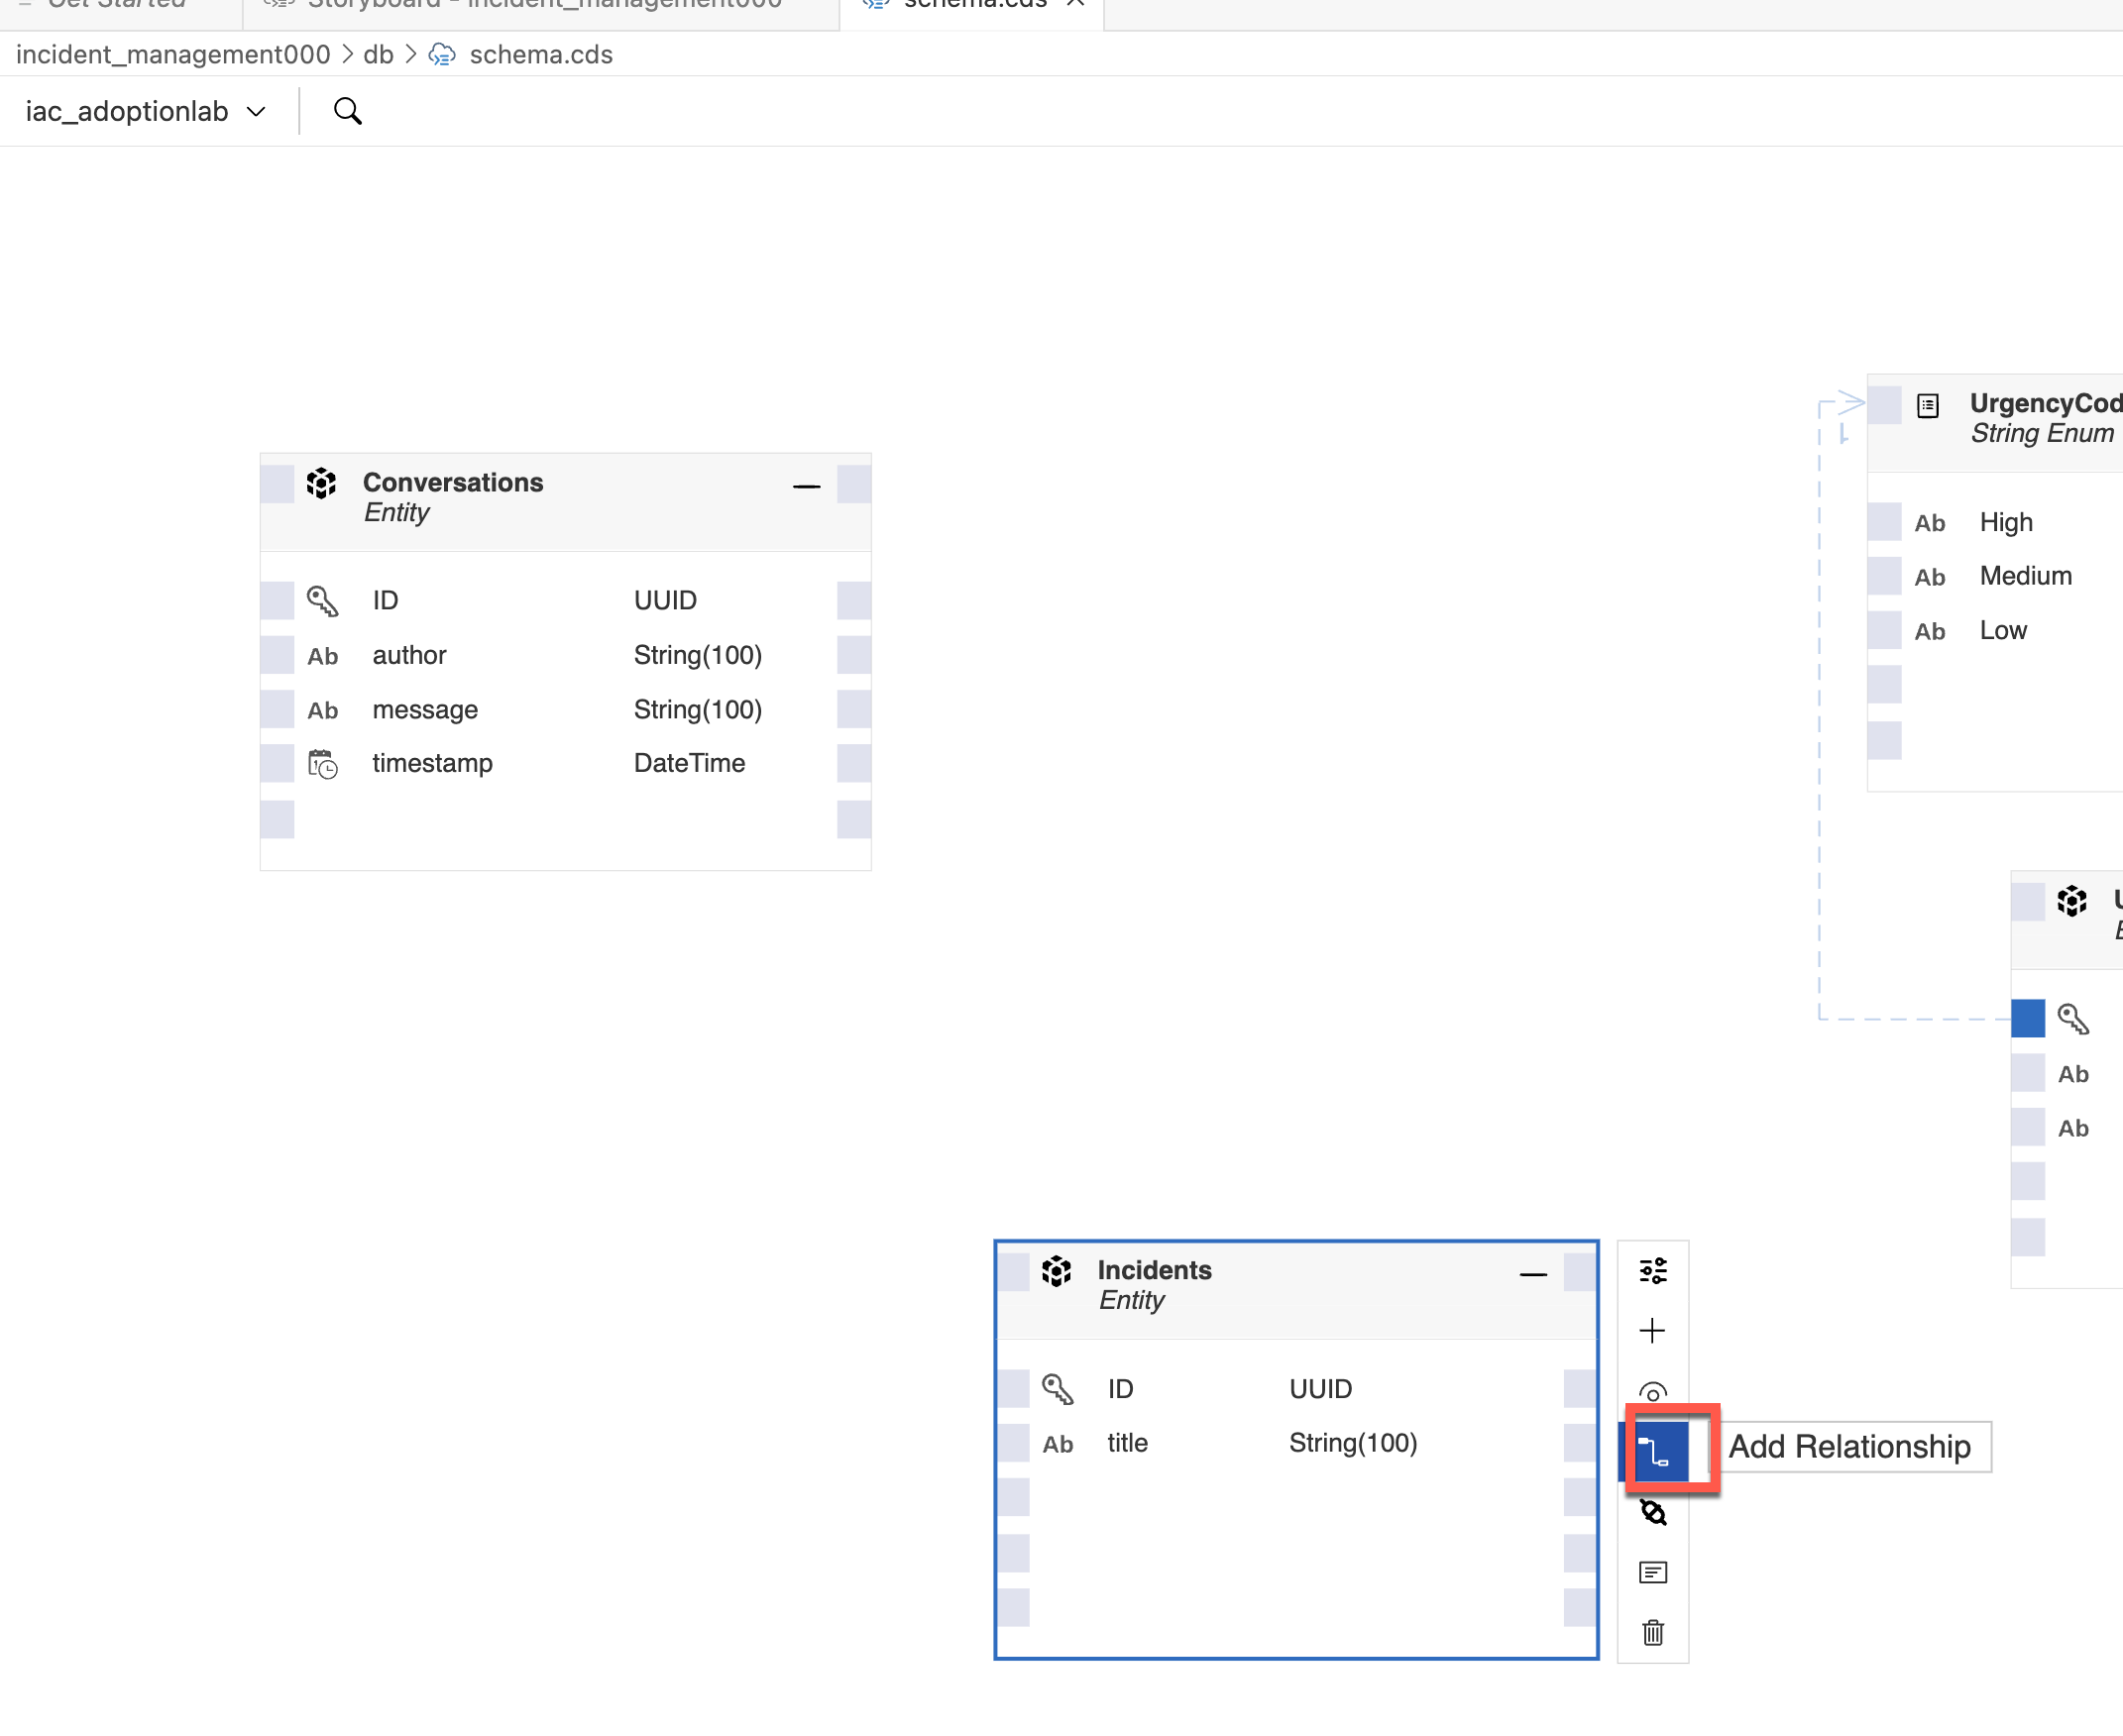 Get Started
Storyboard - incident_management000
schema.cds
incident_management000 > db > schema.cds
iac_adoptionlab
UrgencyCod
String Enum
Ab High
Ab Medium
Ab Low
Conversations
Entity
ID UUID
Ab author String(100)
Ab message String(100)
timestamp DateTime
Ab
Ab
Incidents
Entity
ID UUID
Ab title String(100)
Add Relationship